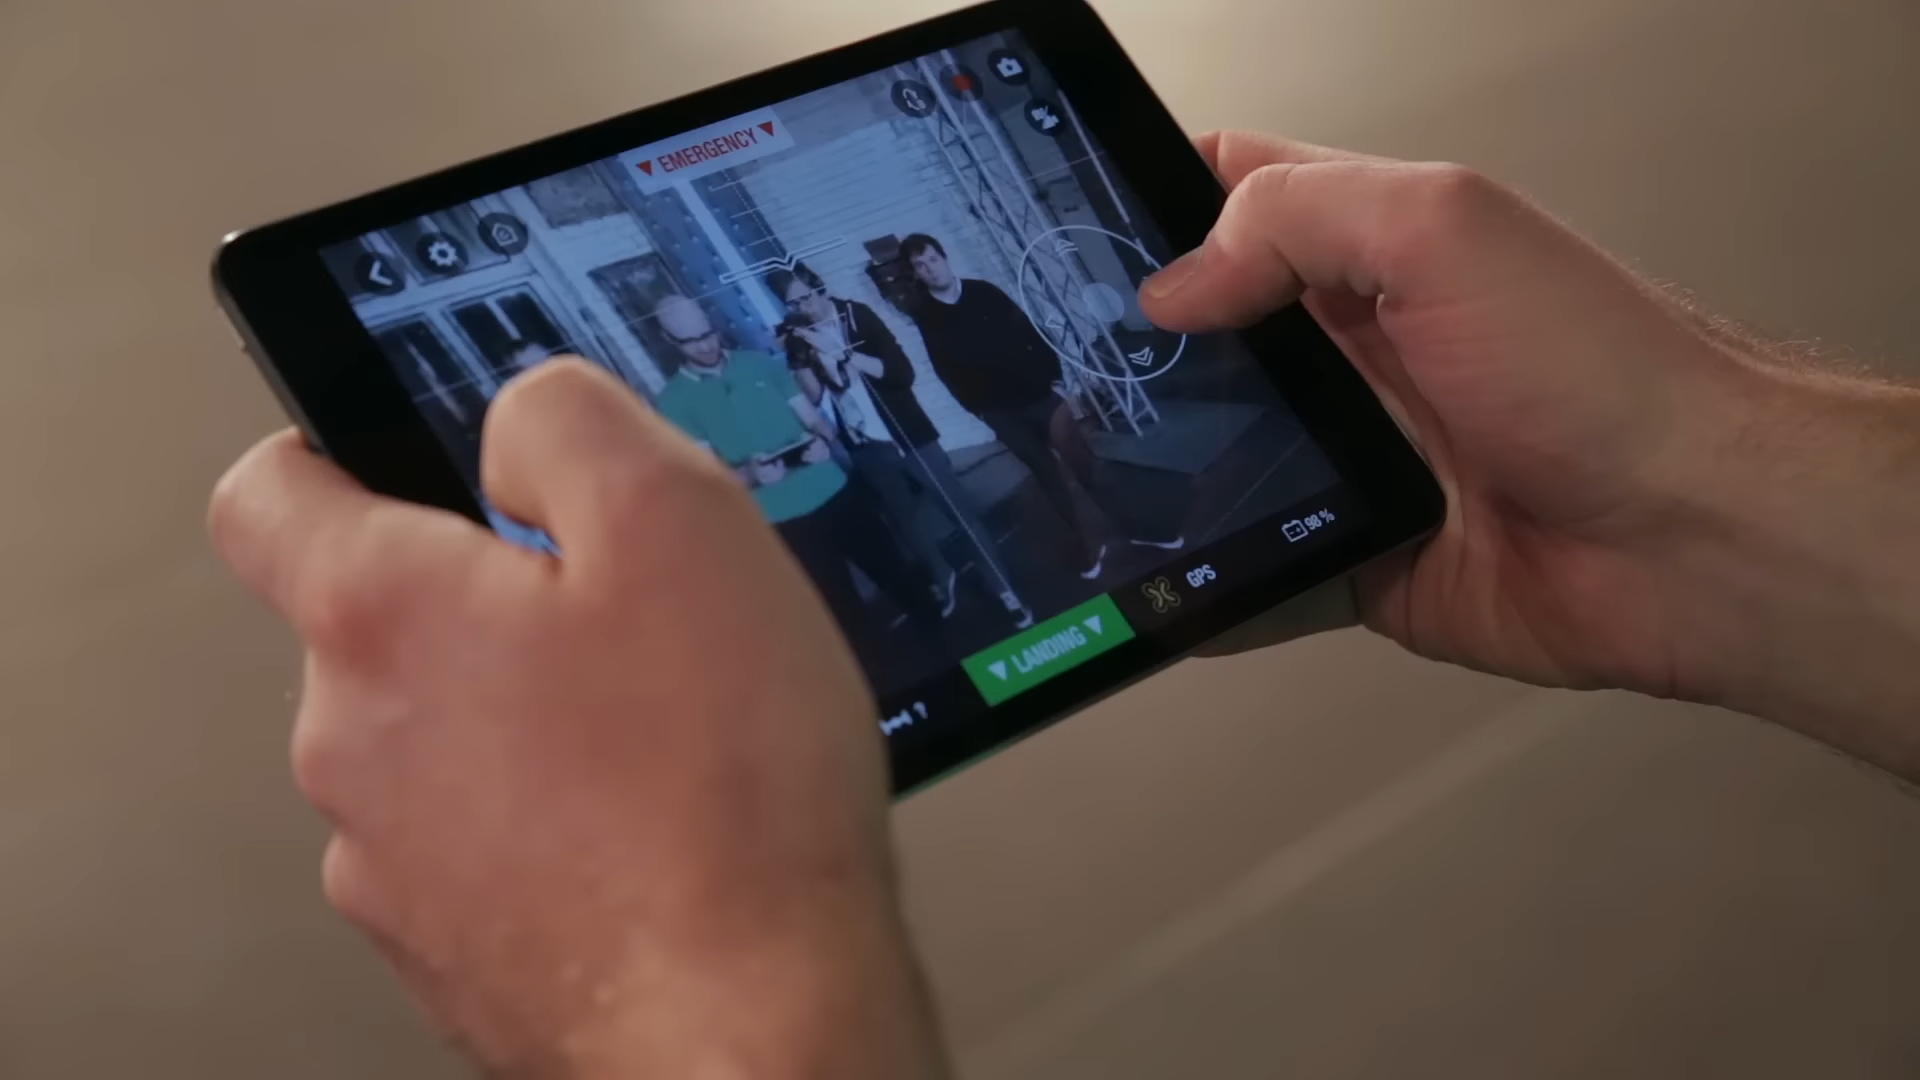 ▼ EMERGENCY ▼
98 %
GPS
▼ LANDING ▼
?